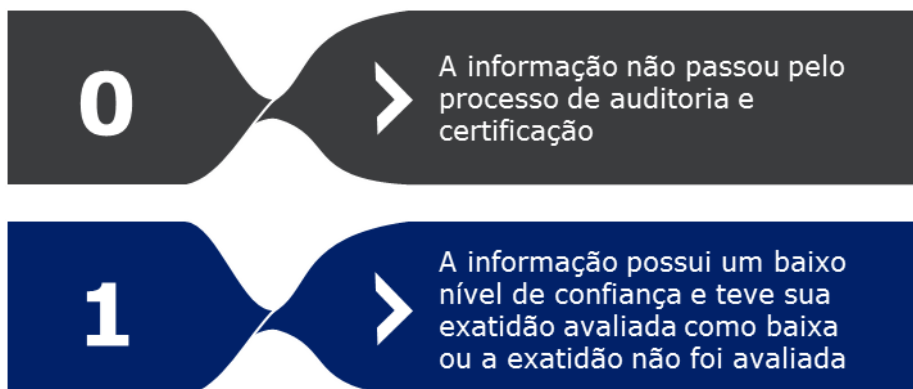 0
A informação não passou pelo
processo de auditoria e
certificação
1
A informação possui um baixo
nível de confiança e teve sua
exatidão avaliada como baixa
ou a exatidão não foi avaliada